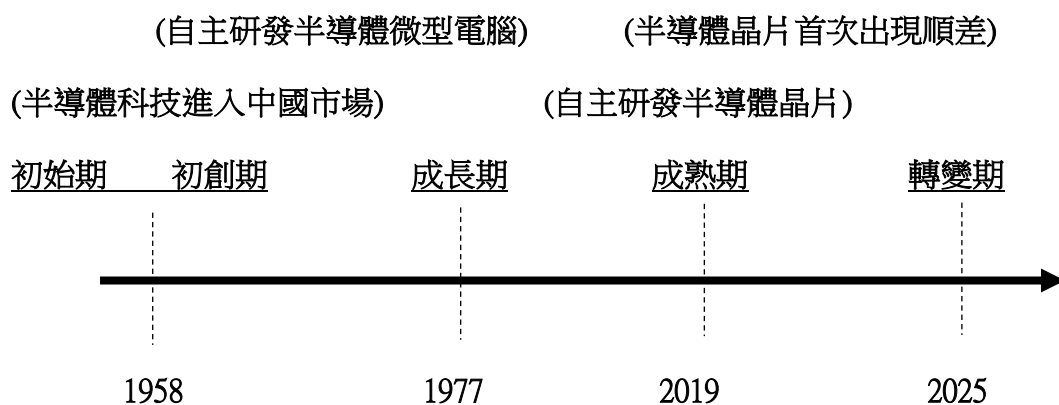 (自主研發半導體微型電腦) (半導體晶片首次出現順差)
(半導體科技進入中國市場) (自主研發半導體晶片)
初始期 初創期 成長期 成熟期 轉變期
1958 1977 2019 2025